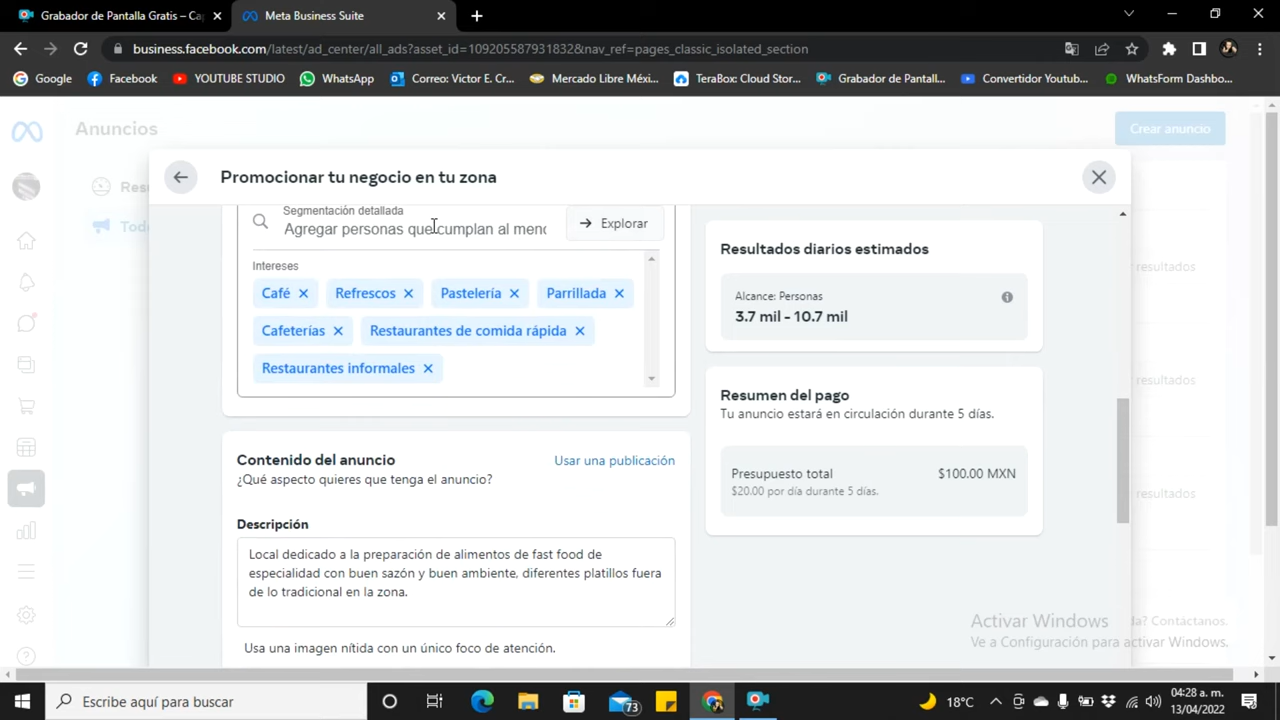 Grabador de Pantalla Gratis – Ca
Meta Business Suite
business.facebook.com/latest/ad_center/all_ads?asset_id=109205587931832&nav_ref=pages_classic_isolated_section
Google
Facebook
YOUTUBE STUDIO
WhatsApp
Correo: Victor E. Cr...
Mercado Libre Méxi...
TeraBox: Cloud Stor...
Grabador de Pantall...
Convertidor Youtub...
WhatsForm Dashbo...
Anuncios
Crear anuncio
Promocionar tu negocio en tu zona
Segmentación detallada
Agregar personas que cumplan al meno
Explorar
Intereses
Café
Refrescos
Pastelería
Parrillada
Cafeterías
Restaurantes de comida rápida
Restaurantes informales
Contenido del anuncio
Usar una publicación
¿Qué aspecto quieres que tenga el anuncio?
Descripción
Local dedicado a la preparación de alimentos de fast food de
especialidad con buen sazón y buen ambiente, diferentes platillos fuera
de lo tradicional en la zona.
Usa una imagen nítida con un único foco de atención.
Resultados diarios estimados
Alcance: Personas
3.7 mil - 10.7 mil
Resumen del pago
Tu anuncio estará en circulación durante 5 días.
Presupuesto total
$100.00 MXN
$20.00 por día durante 5 días.
resultados
resultados
resultados
Activar Windows
Ve a Configuración para activar Windows.
la? Contactanos.
Escribe aquí para buscar
73
18°C
04:28 a. m.
13/04/2022